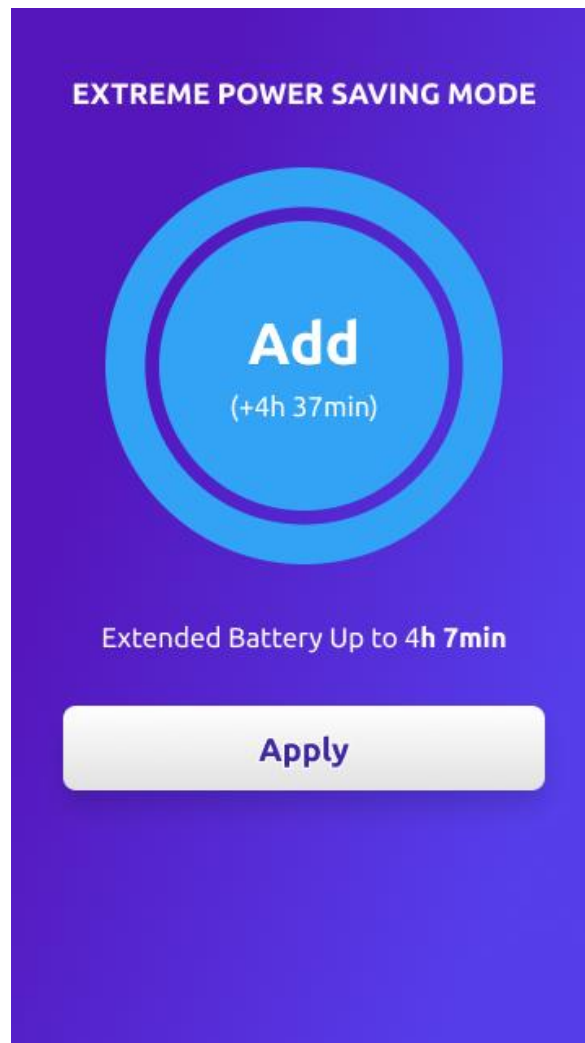 EXTREME POWER SAVING MODE
Add
(+4h 37min)
Extended Battery Up to 4h 7min
Apply